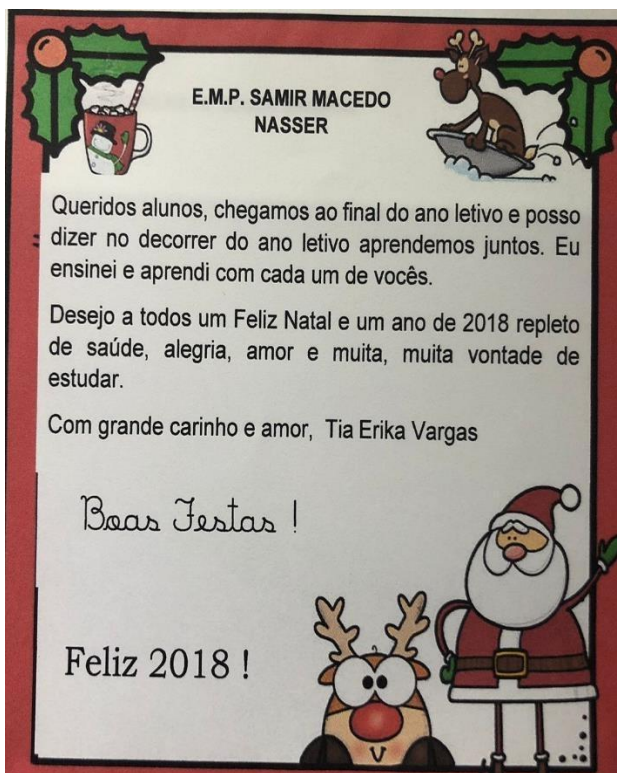 E.M.P. SAMIR MACEDO
NASSER
Queridos alunos, chegamos ao final do ano letivo e posso
dizer no decorrer do ano letivo aprendemos juntos. Eu
ensinei e aprendi com cada um de vocês.
Desejo a todos um Feliz Natal e um ano de 2018 repleto
de saúde, alegria, amor e muita, muita vontade de
estudar.
Com grande carinho e amor, Tia Erika Vargas
Boas Festas !
Feliz 2018 !